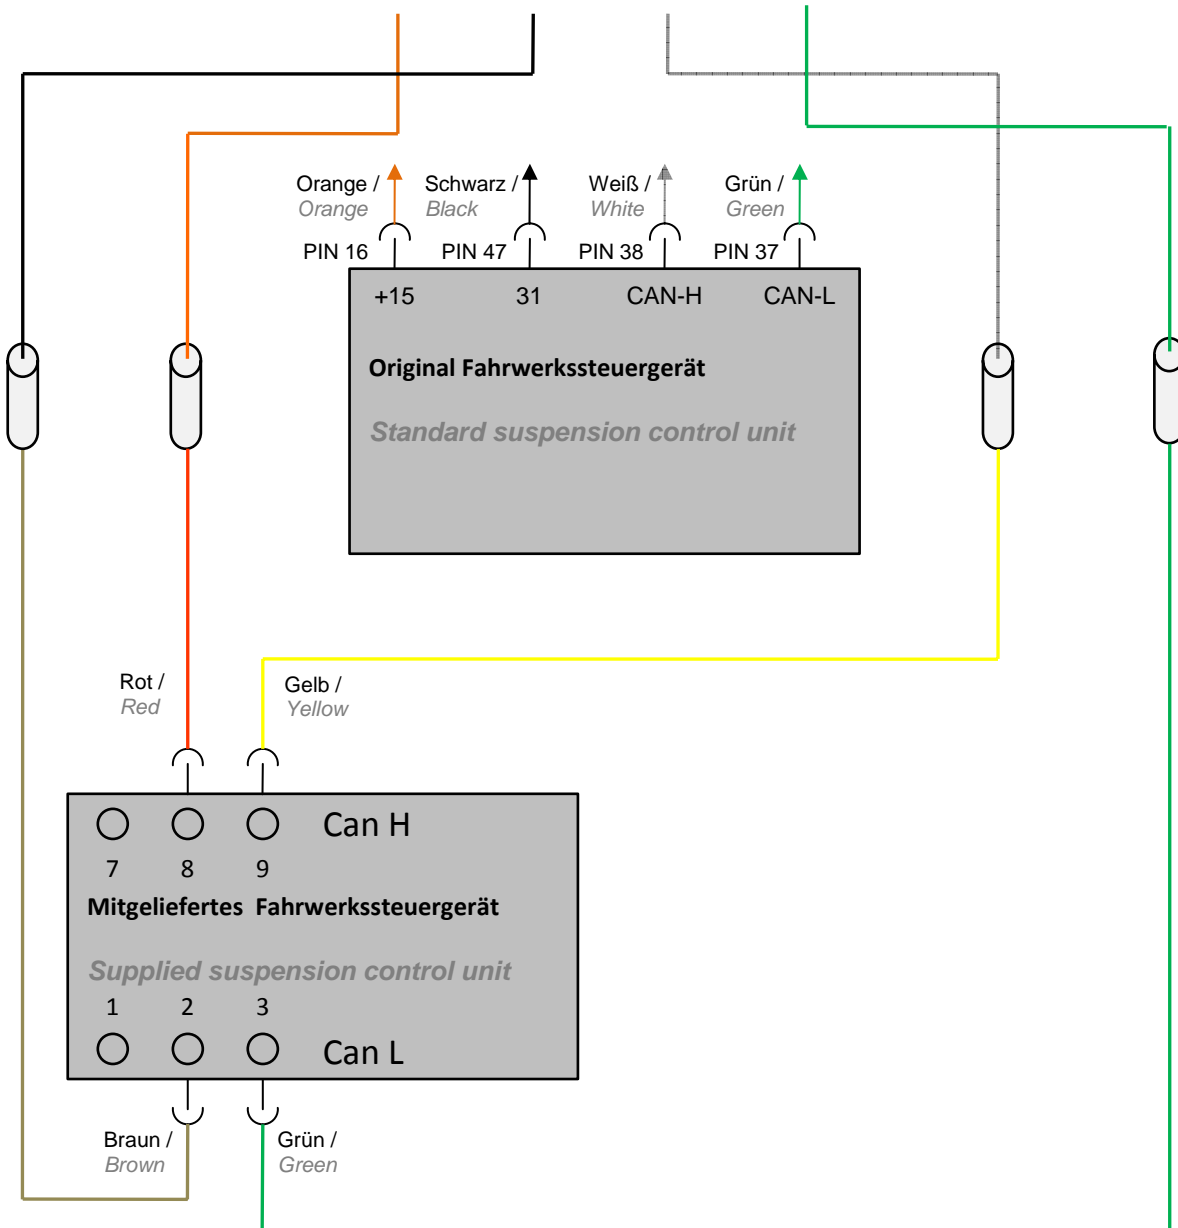 Orange / Schwarz / Weiß / Grün /
Orange Black White Green
PIN 16 PIN 47 PIN 38 PIN 37
+15 31 CAN-H CAN-L
Original Fahrwerkssteuergerät
Standard suspension control unit
Rot / Gelb /
Red Yellow
Can H
7 8 9
Mitgeliefertes Fahrwerkssteuergerät
Supplied suspension control unit
1 2 3
Can L
Braun / Grün /
Brown Green